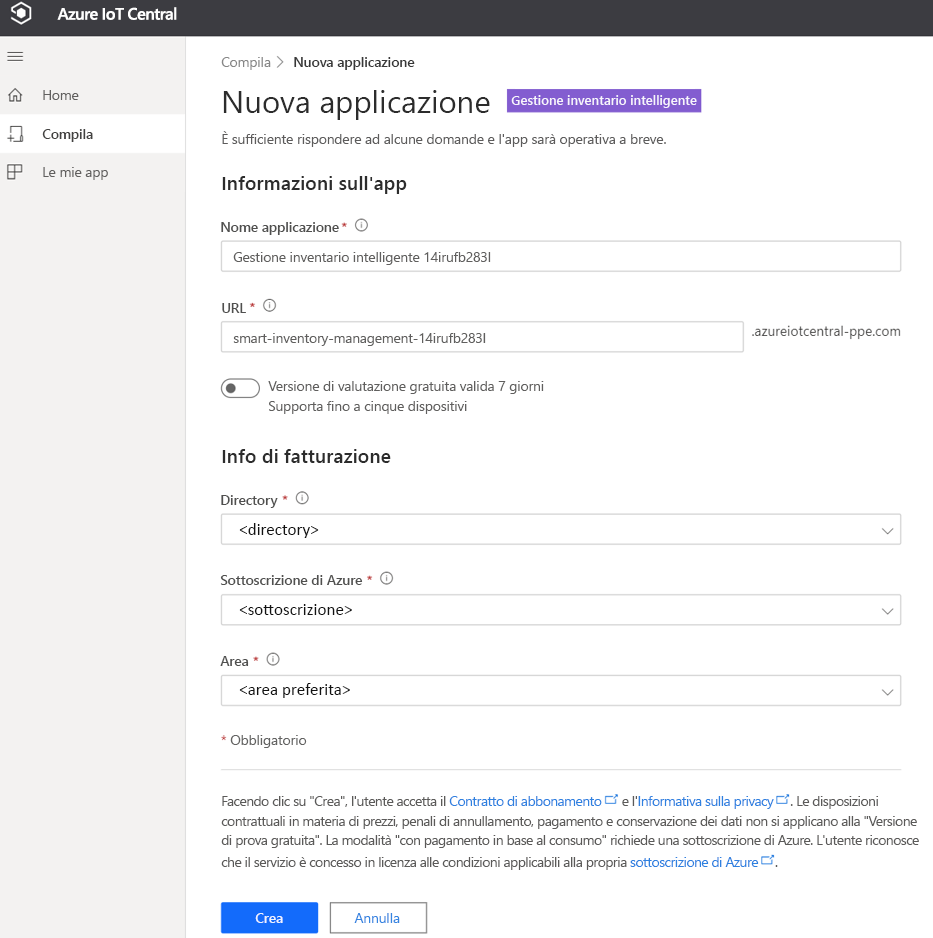 Azure IoT Central
Home
Compila
Le mie app
Compila > Nuova applicazione
Nuova applicazione Gestione inventario intelligente
È sufficiente rispondere ad alcune domande e l'app sarà operativa a breve.
Informazioni sull'app
Nome applicazione *
Gestione inventario intelligente 14irufb283l
URL *
smart-inventory-management-14irufb283l .azureiotcentral-ppe.com
Versione di valutazione gratuita valida 7 giorni
Supporta fino a cinque dispositivi
Info di fatturazione
Directory *
<directory>
Sottoscrizione di Azure *
<sottoscrizione>
Area *
<area preferita>
* Obbligatorio
Facendo clic su "Crea", l'utente accetta il Contratto di abbonamento e l'Informativa sulla privacy. Le disposizioni
contrattuali in materia di prezzi, penali di annullamento, pagamento e conservazione dei dati non si applicano alla "Versione
di prova gratuita". La modalità "con pagamento in base al consumo" richiede una sottoscrizione di Azure. L'utente riconosce
che il servizio è concesso in licenza alle condizioni applicabili alla propria sottoscrizione di Azure.
Crea Annulla